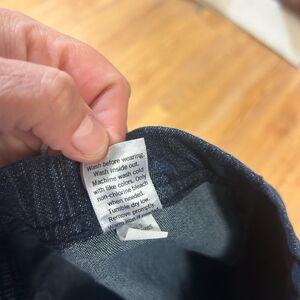 Wash before wearing.
Wash inside out.
Machine wash cold
with like colors. Only
non-chlorine bleach
when needed.
Tumble dry low.
Remove promptly.